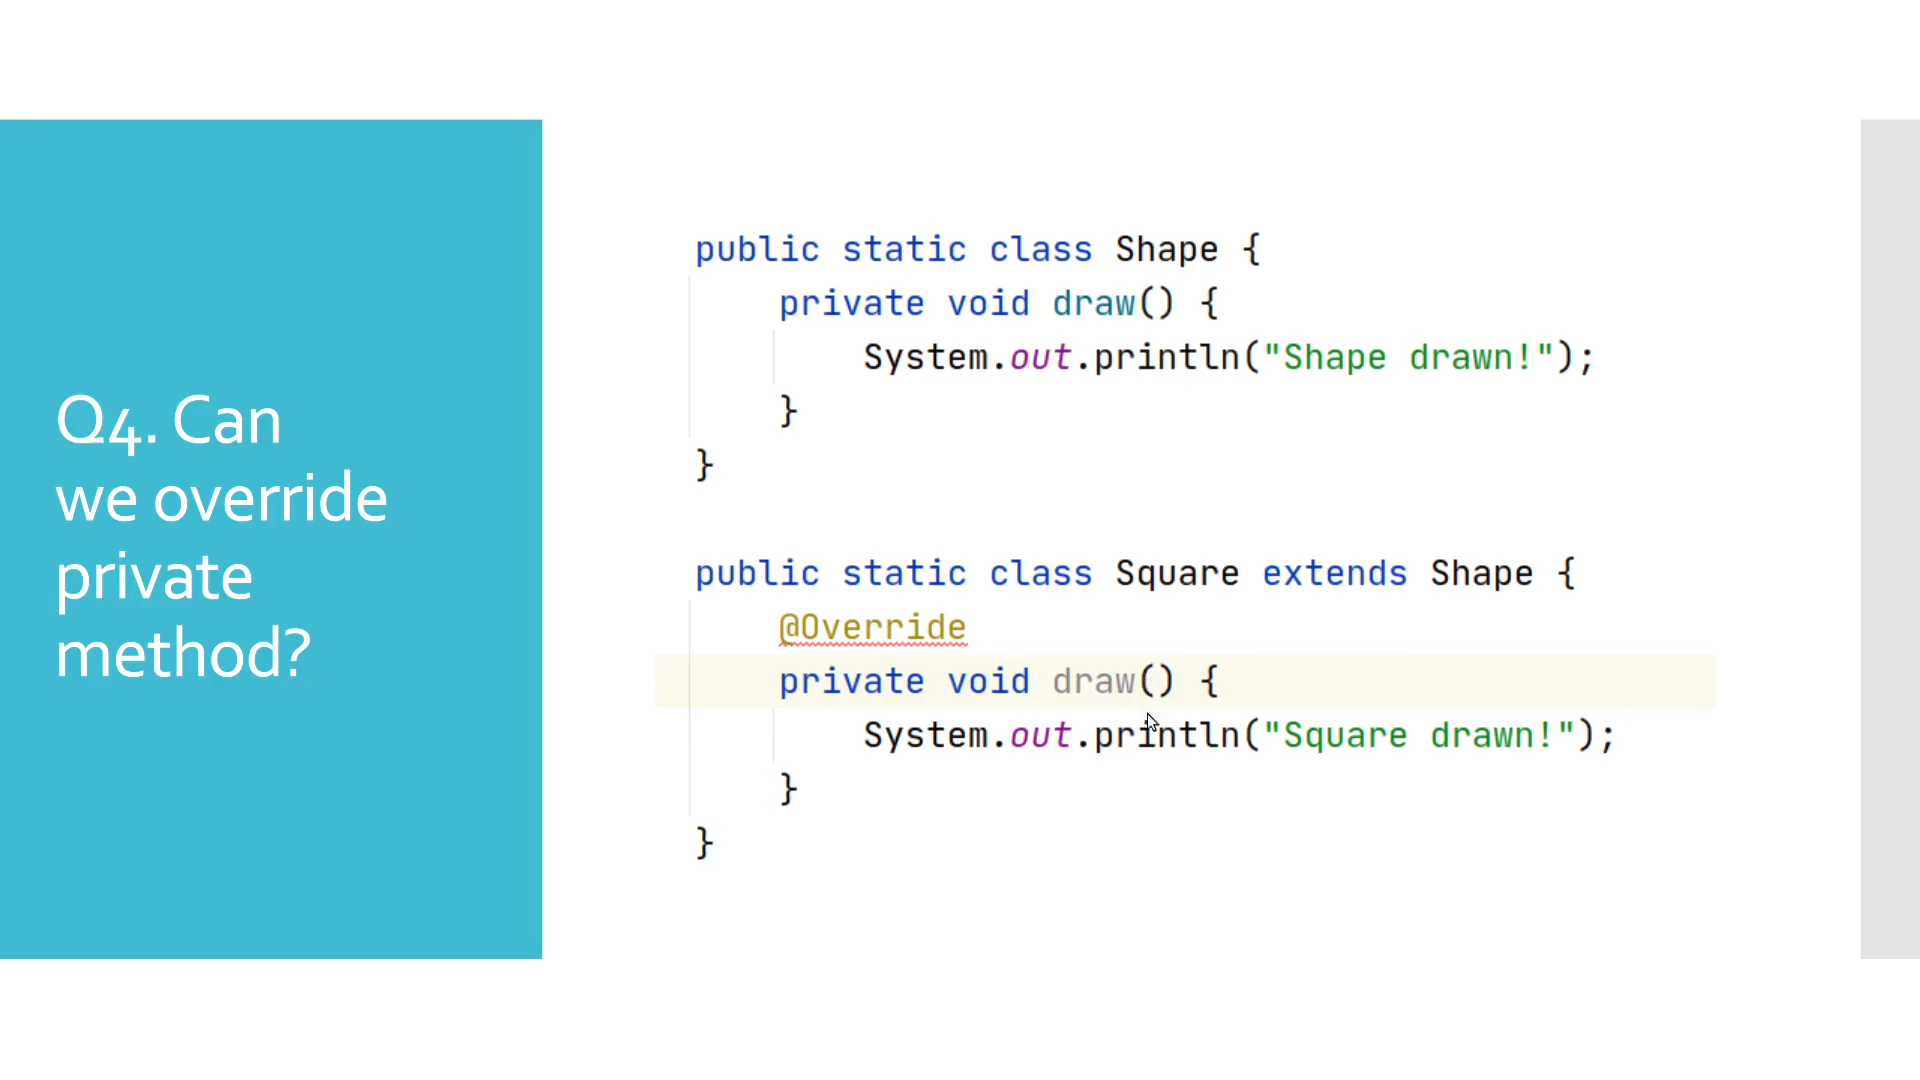 Q4. Can
we override
private
method?
public static class Shape {
private void draw() {
System.out.println("Shape drawn!");
}
}
public static class Square extends Shape {
@Override
private void draw() {
System.out.println("Square drawn!");
}
}